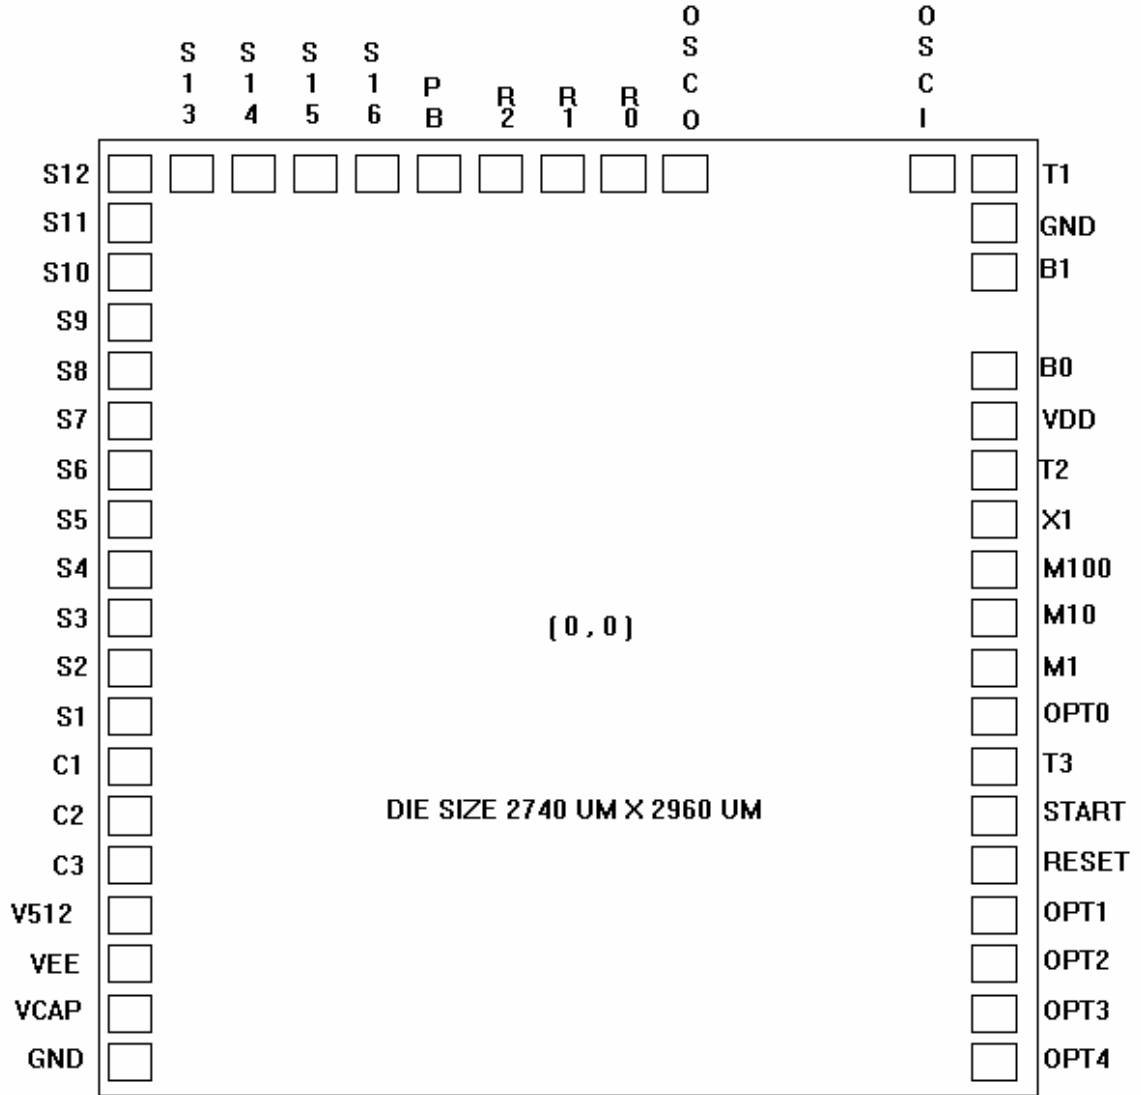 S13
S14
S15
S16
PB
R2
R1
R0
OSCO
OSCI
S12
T1
S11
GND
S10
B1
S9
S8
B0
S7
VDD
S6
T2
S5
X1
S4
M100
S3
M10
(0,0)
S2
M1
S1
OPT0
C1
T3
C2
DIE SIZE 2740 UM X 2960 UM
START
C3
RESET
V512
OPT1
VEE
OPT2
VCAP
OPT3
GND
OPT4